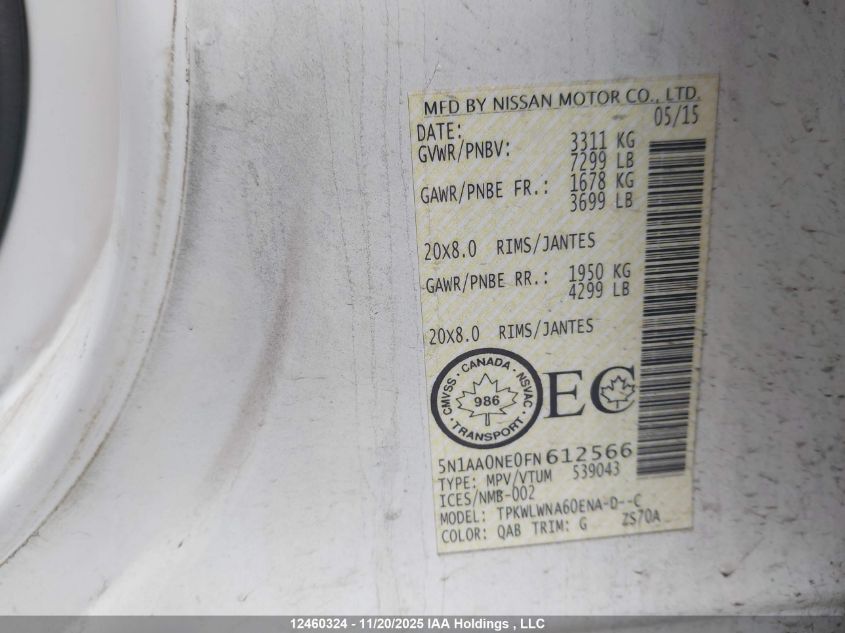 MFD BY NISSAN MOTOR CO., LTD.
DATE: 05/15
GVWR/PNBV: 3311 KG
7299 LB
GAWR/PNBE FR.: 1678 KG
3699 LB
20X8.0 RIMS/JANTES
GAWR/PNBE RR.: 1950 KG
4299 LB
20X8.0 RIMS/JANTES
CANADA · NSVAC · TRANSPORT · CMVSS ·
986
EC
5N1AA0NE0FN612566
TYPE: MPV/VTUM 539043
ICES/NMB-002
MODEL: TPKWLWNA60ENA-D--C
COLOR: QAB TRIM: G ZS70A
12460324 - 11/20/2025 IAA Holdings , LLC